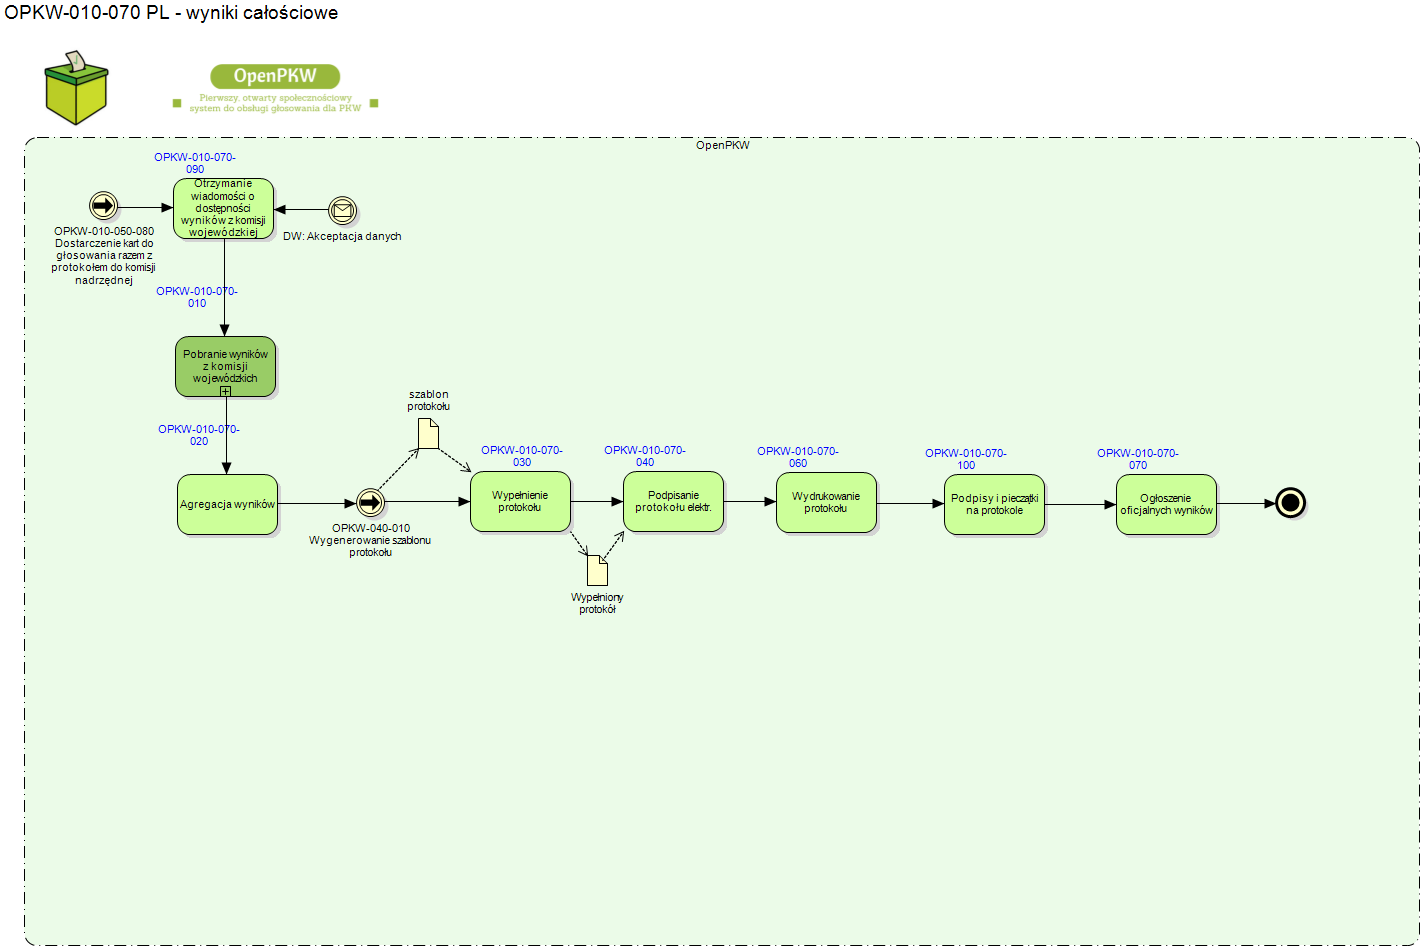 OPKW-010-070 PL - wyniki całościowe
OpenPKW
Pierwszy, otwarty społecznościowy
system do obsługi głosowania dla PKW
OpenPKW
OPKW-010-070-
090
Otrzymanie
wiadomości o
dostępności
wyników z komisji
wojewódzkiej
OPKW-010-050-080
Dostarczenie kart do
głosowania razem z
protokołem do komisji
nadrzędnej
DW: Akceptacja danych
OPKW-010-070-
010
Pobranie wyników
z komisji
wojewódzkich
OPKW-010-070-
020
Agregacja wyników
szablon
protokołu
OPKW-040-010
Wygenerowanie szablonu
protokołu
OPKW-010-070-
030
Wypełnienie
protokołu
Wypełniony
protokół
OPKW-010-070-
040
Podpisanie
protokołu elektr.
OPKW-010-070-
060
Wydrukowanie
protokołu
OPKW-010-070-
100
Podpisy i pieczątki
na protokole
OPKW-010-070-
070
Ogłoszenie
oficjalnych wyników